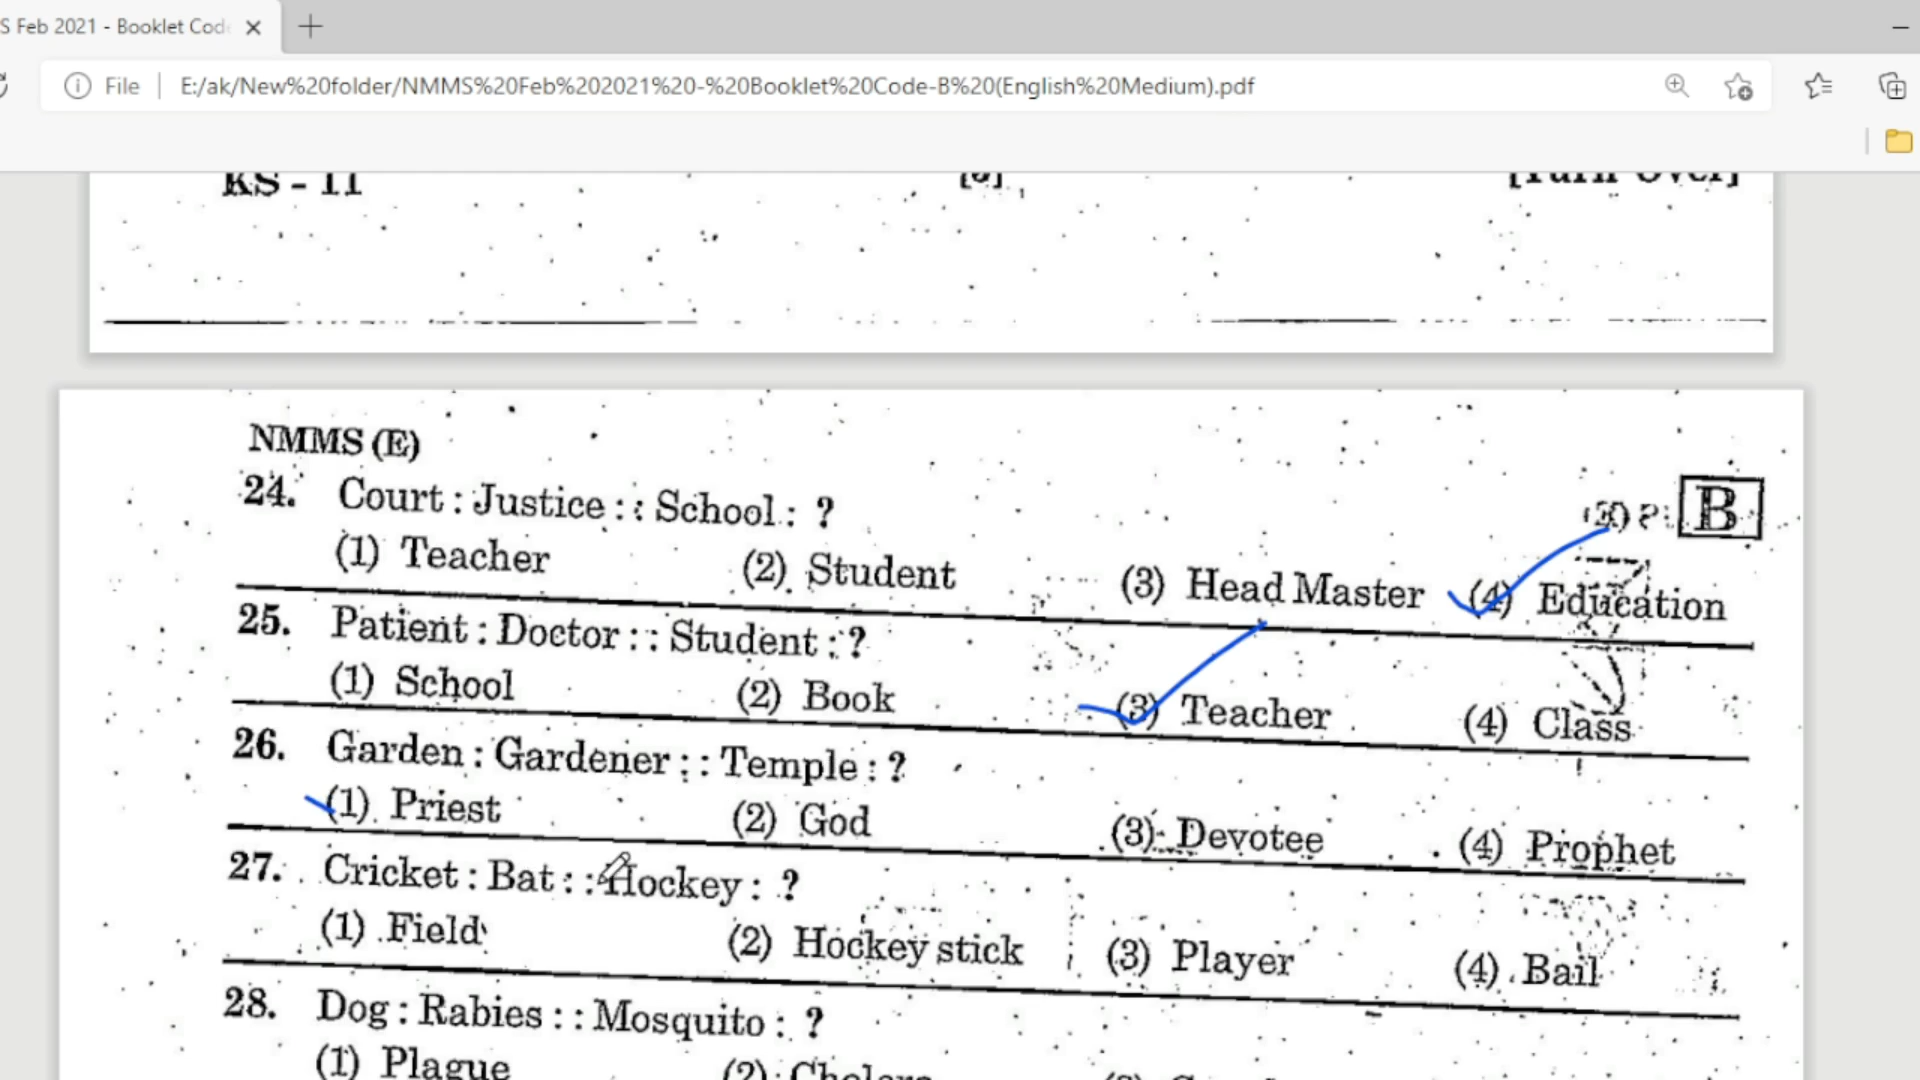 S Feb 2021 - Booklet Cod
File
E:/ak/New%20folder/NMMS%20Feb%202021%20-%20Booklet%20Code-B%20(English%20Medium).pdf
KS - 11
[Turn Over]
NMMS (E)
B
24. Court : Justice : : School : ?
(1) Teacher (2) Student (3) Head Master (4) Education
25. Patient : Doctor : : Student : ?
(1) School (2) Book (3) Teacher (4) Class
26. Garden : Gardener : : Temple : ?
(1) Priest (2) God (3) Devotee (4) Prophet
27. Cricket : Bat : : Hockey : ?
(1) Field (2) Hockey stick (3) Player (4) Bail
28. Dog : Rabies : : Mosquito : ?
(1) Plague (2) Cholera